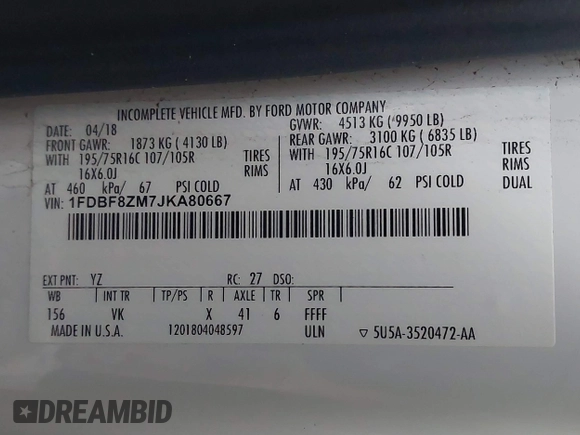 INCOMPLETE VEHICLE MFD. BY FORD MOTOR COMPANY
DATE: 04/18 GVWR: 4513 KG ( 9950 LB)
FRONT GAWR: 1873 KG ( 4130 LB) REAR GAWR: 3100 KG ( 6835 LB)
WITH 195/75R16C 107/105R TIRES WITH 195/75R16C 107/105R TIRES
16X6.0J RIMS 16X6.0J RIMS
AT 460 kPa/ 67 PSI COLD AT 430 kPa/ 62 PSI COLD DUAL
VIN: 1FDBF8ZM7JKA80667
EXT PNT: YZ RC: 27 DSO:
WB INT TR TP/PS R AXLE TR SPR
156 VK X 41 6 FFFF
MADE IN U.S.A. 1201804048597 ULN ▽ 5U5A-3520472-AA
DREAMBID